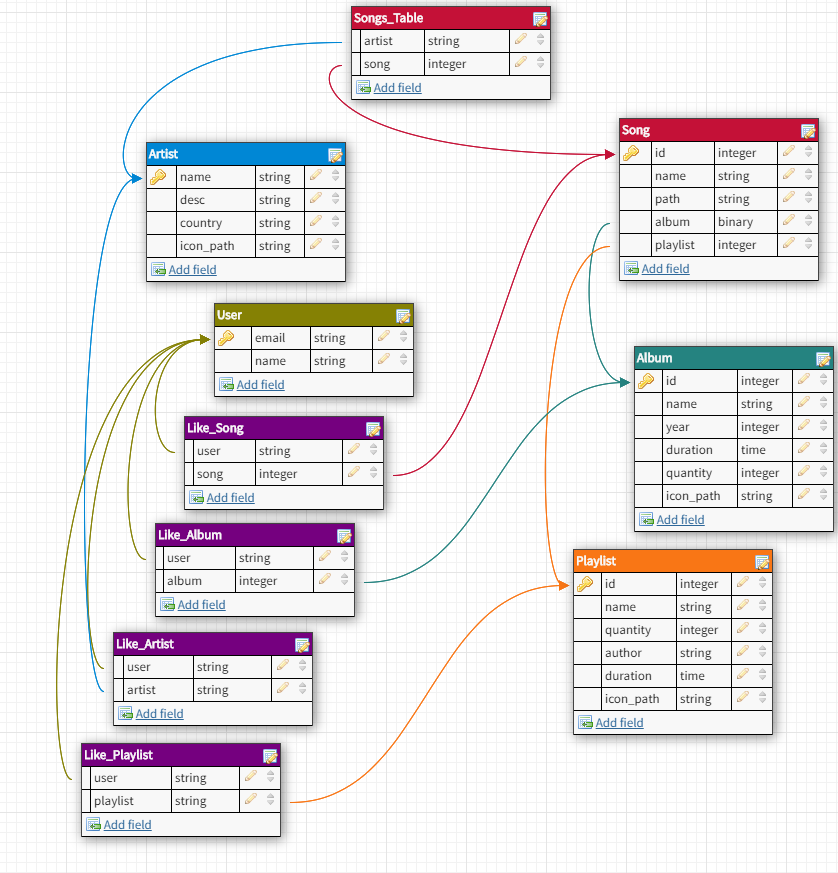 Songs_Table
artist string
song integer
Add field
Song
id integer
name string
path string
album binary
playlist integer
Add field
Artist
name string
desc string
country string
icon_path string
Add field
User
email string
name string
Add field
Album
id integer
name string
year integer
duration time
quantity integer
icon_path string
Add field
Like_Song
user string
song integer
Add field
Like_Album
user string
album integer
Add field
Playlist
id integer
name string
quantity integer
author string
duration time
icon_path string
Add field
Like_Artist
user string
artist string
Add field
Like_Playlist
user string
playlist string
Add field